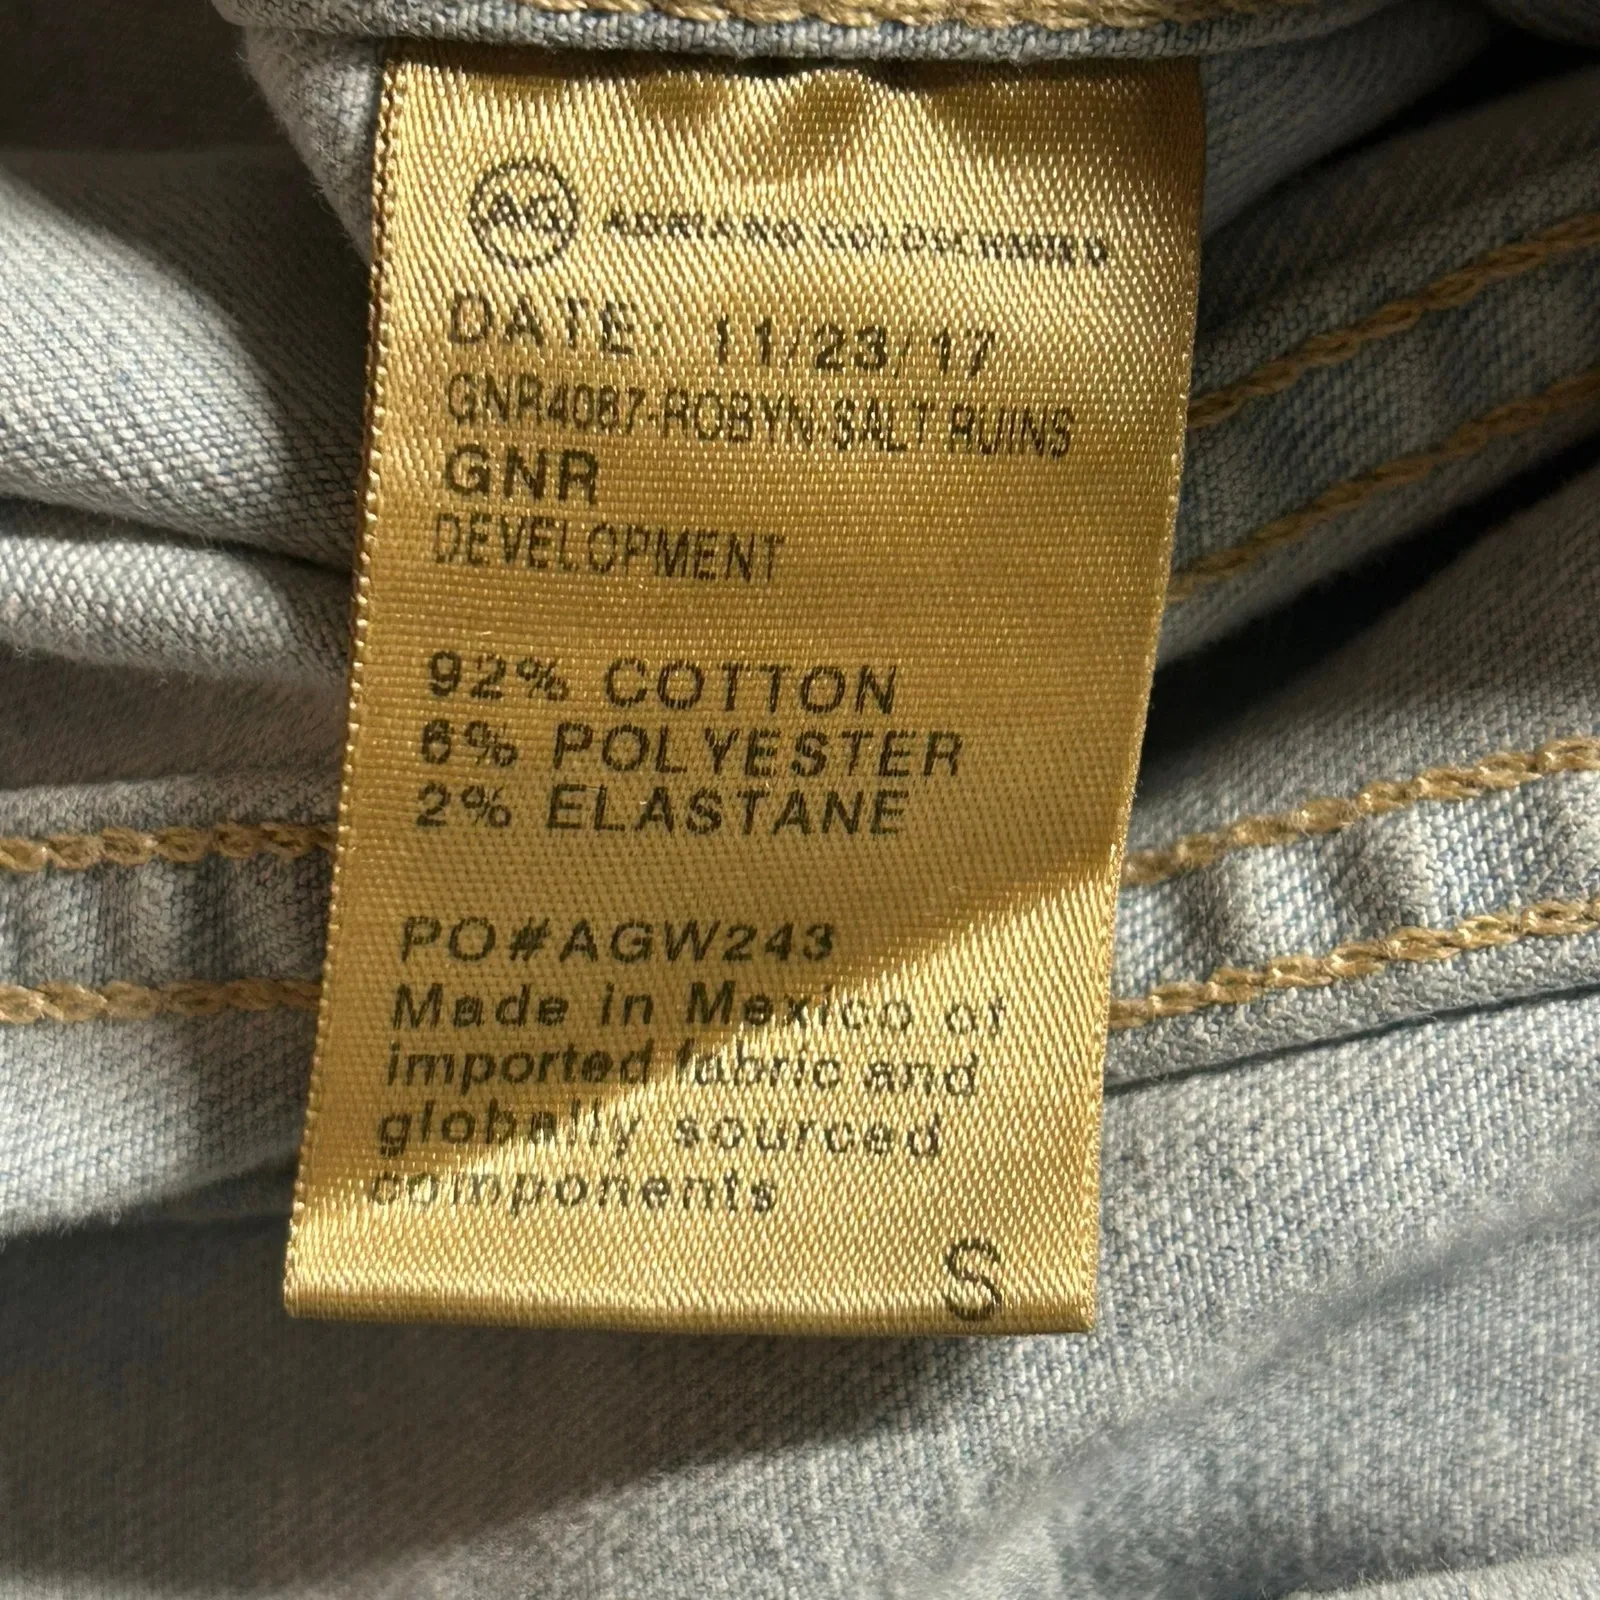 AG ADRIANO GOLDSCHMIED
DATE: 11/23/17
GNR4087-ROBYN SALT RUINS
GNR
DEVELOPMENT
92% COTTON
6% POLYESTER
2% ELASTANE
PO#AGW243
Made in Mexico of
imported fabric and
globally sourced
components
S